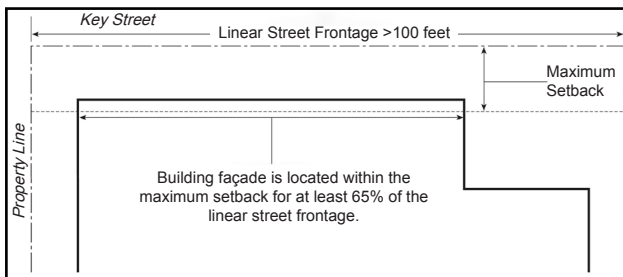 Key Street
Linear Street Frontage >100 feet
Maximum
Setback
Property Line
Building façade is located within the
maximum setback for at least 65% of the
linear street frontage.